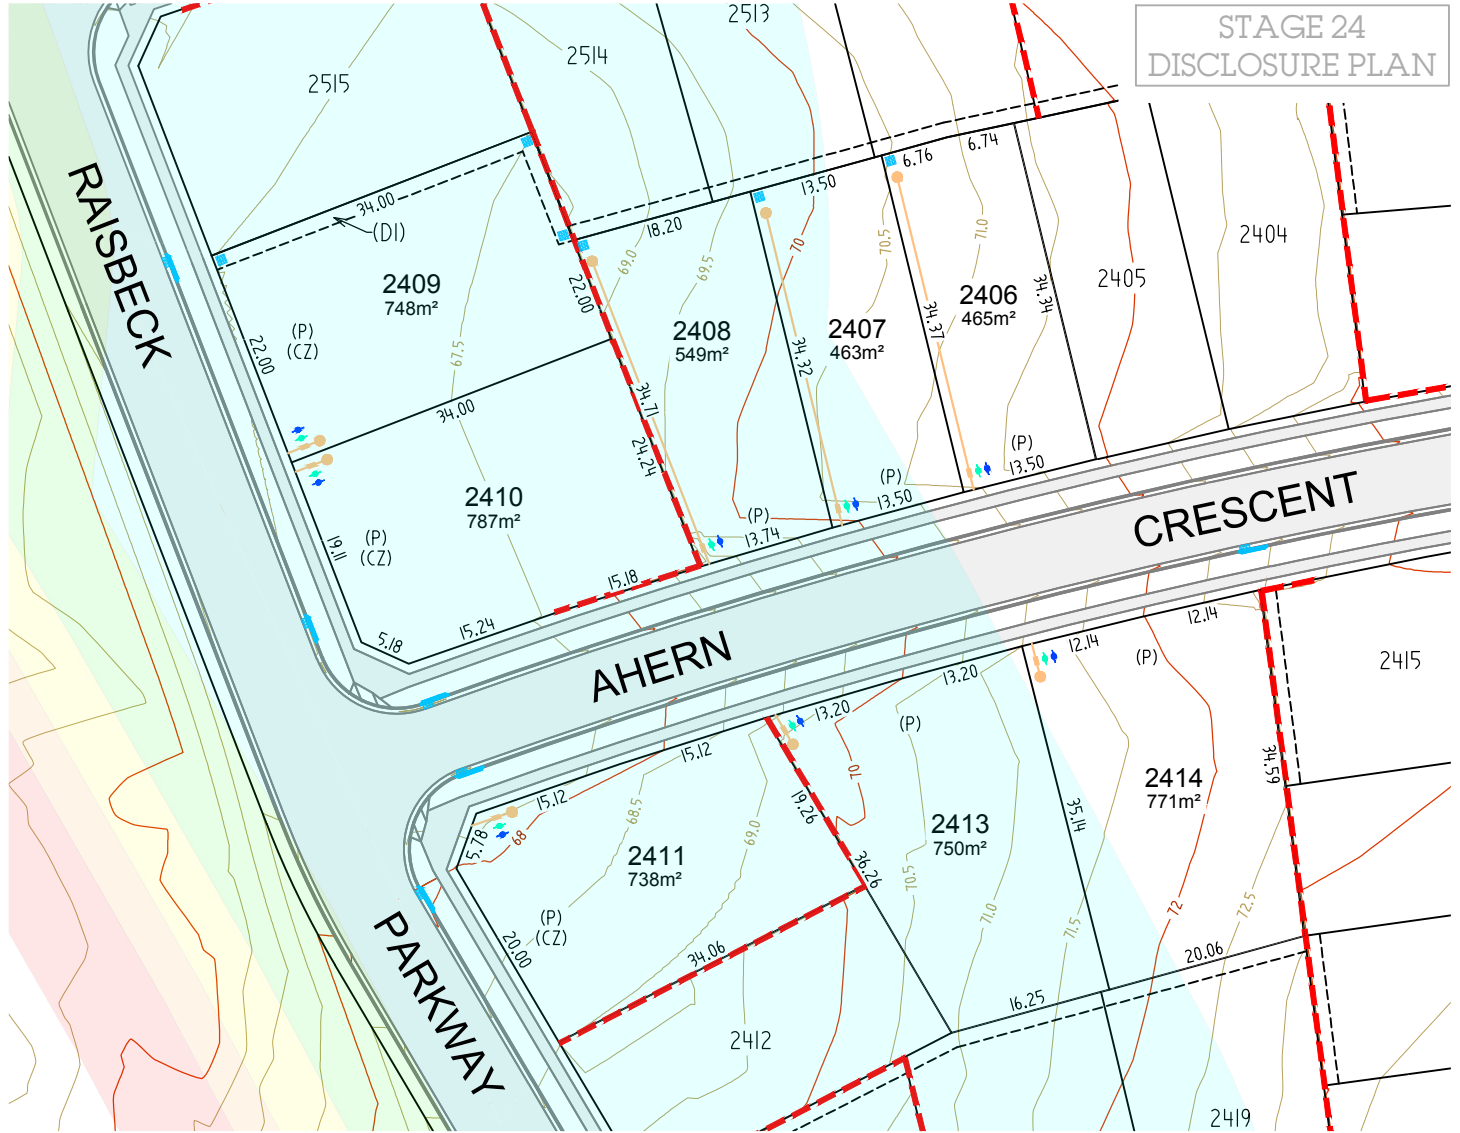 STAGE 24
DISCLOSURE PLAN
2513
2514
2515
6.76
6.74
13.50
34.00
(DI)
18.20
2404
2405
70
70.5
71.0
69.0
69.5
2409
748m²
22.00
2406
465m²
34.34
34.37
2408
549m²
2407
463m²
34.32
(P)
(CZ)
22.00
67.5
34.00
34.71
24.24
(P)
13.50
(P)
13.50
(P)
13.74
2410
787m²
19.11
(P)
(CZ)
15.18
15.24
5.18
RAISBECK
PARKWAY
AHERN
CRESCENT
12.14
12.14
(P)
2415
13.20
13.20
(P)
15.12
15.12
5.78
68
68.5
69.0
70
19.26
36.26
2411
738m²
2413
750m²
2414
771m²
34.59
35.14
70.5
71.0
71.5
72
72.5
(P)
(CZ)
20.00
34.06
20.06
16.25
2412
2419